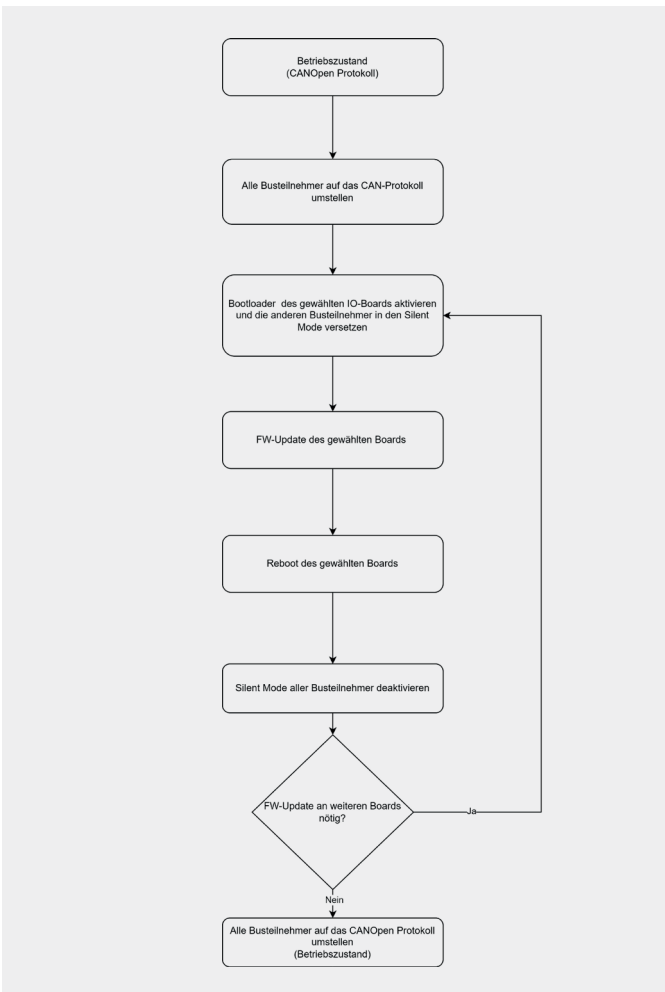 Betriebszustand
(CANOpen Protokoll)
Alle Busteilnehmer auf das CAN-Protokoll
umstellen
Bootloader des gewählten IO-Boards aktivieren
und die anderen Busteilnehmer in den Silent
Mode versetzen
FW-Update des gewählten Boards
Reboot des gewählten Boards
Silent Mode aller Busteilnehmer deaktivieren
FW-Update an weiteren Boards
nötig?
Ja
Nein
Alle Busteilnehmer auf das CANOpen Protokoll
umstellen
(Betriebszustand)